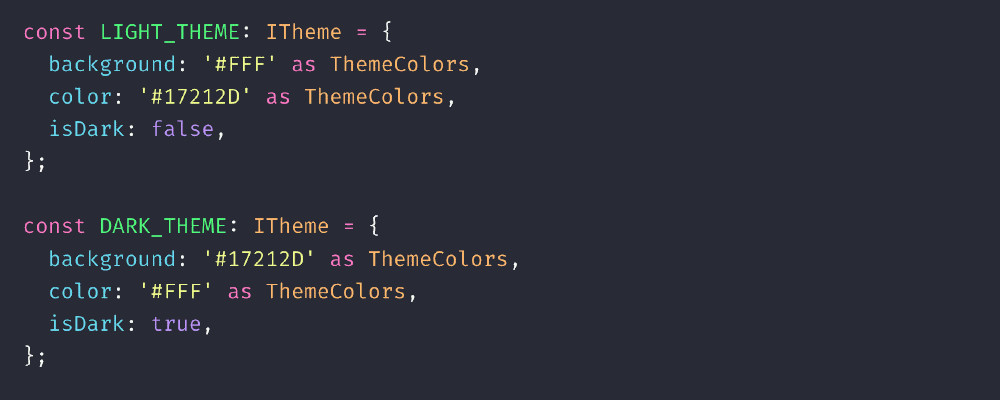 const LIGHT_THEME: ITheme = {
  background: '#FFF' as ThemeColors,
  color: '#17212D' as ThemeColors,
  isDark: false,
};

const DARK_THEME: ITheme = {
  background: '#17212D' as ThemeColors,
  color: '#FFF' as ThemeColors,
  isDark: true,
};